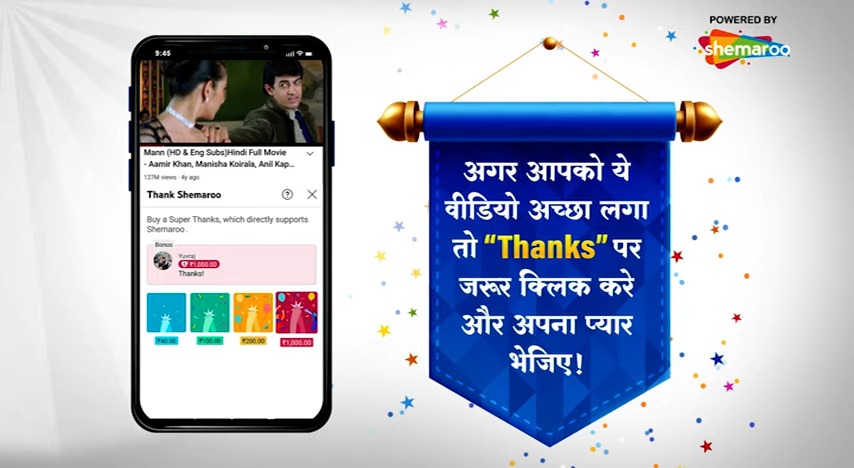 POWERED BY
shemaroo
9:45
Mann (HD & Eng Subs)Hindi Full Movie
- Aamir Khan, Manisha Koirala, Anil Kap...
127M views · 4y ago
Thank Shemaroo
Buy a Super Thanks, which directly supports
Shemaroo .
Bonus
Yuvraj
₹1,000.00
Thanks!
₹40.00 ₹100.00 ₹200.00 ₹1,000.00
अगर आपको ये
वीडियो अच्छा लगा
तो “Thanks” पर
जरूर क्लिक करे
और अपना प्यार
भेजिए!